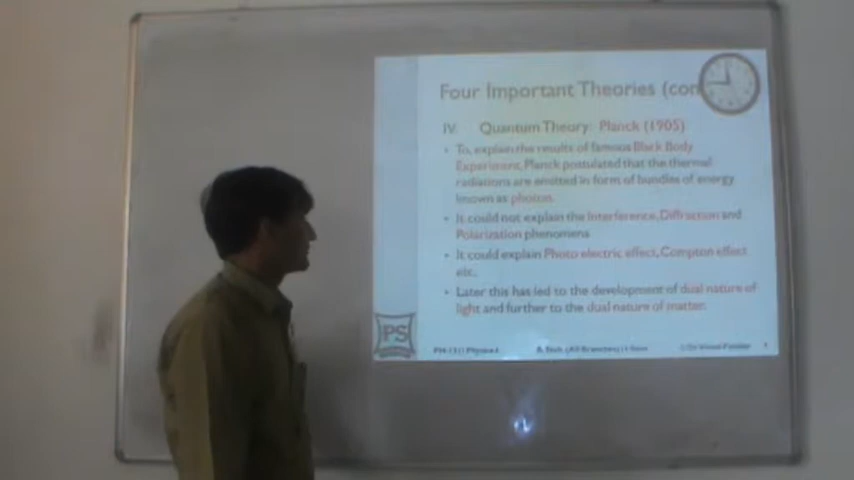 Four Important Theories (con
IV. Quantum Theory: Planck (1905)
• To, explain the results of famous Black Body
Experiment, Planck postulated that the thermal
radiations are emitted in form of bundles of energy
known as photon.
• It could not explain the Interference, Diffraction and
Polarization phenomena
• It could explain Photo electric effect, Compton effect
etc.
• Later this has led to the development of dual nature of
light and further to the dual nature of matter.
PS